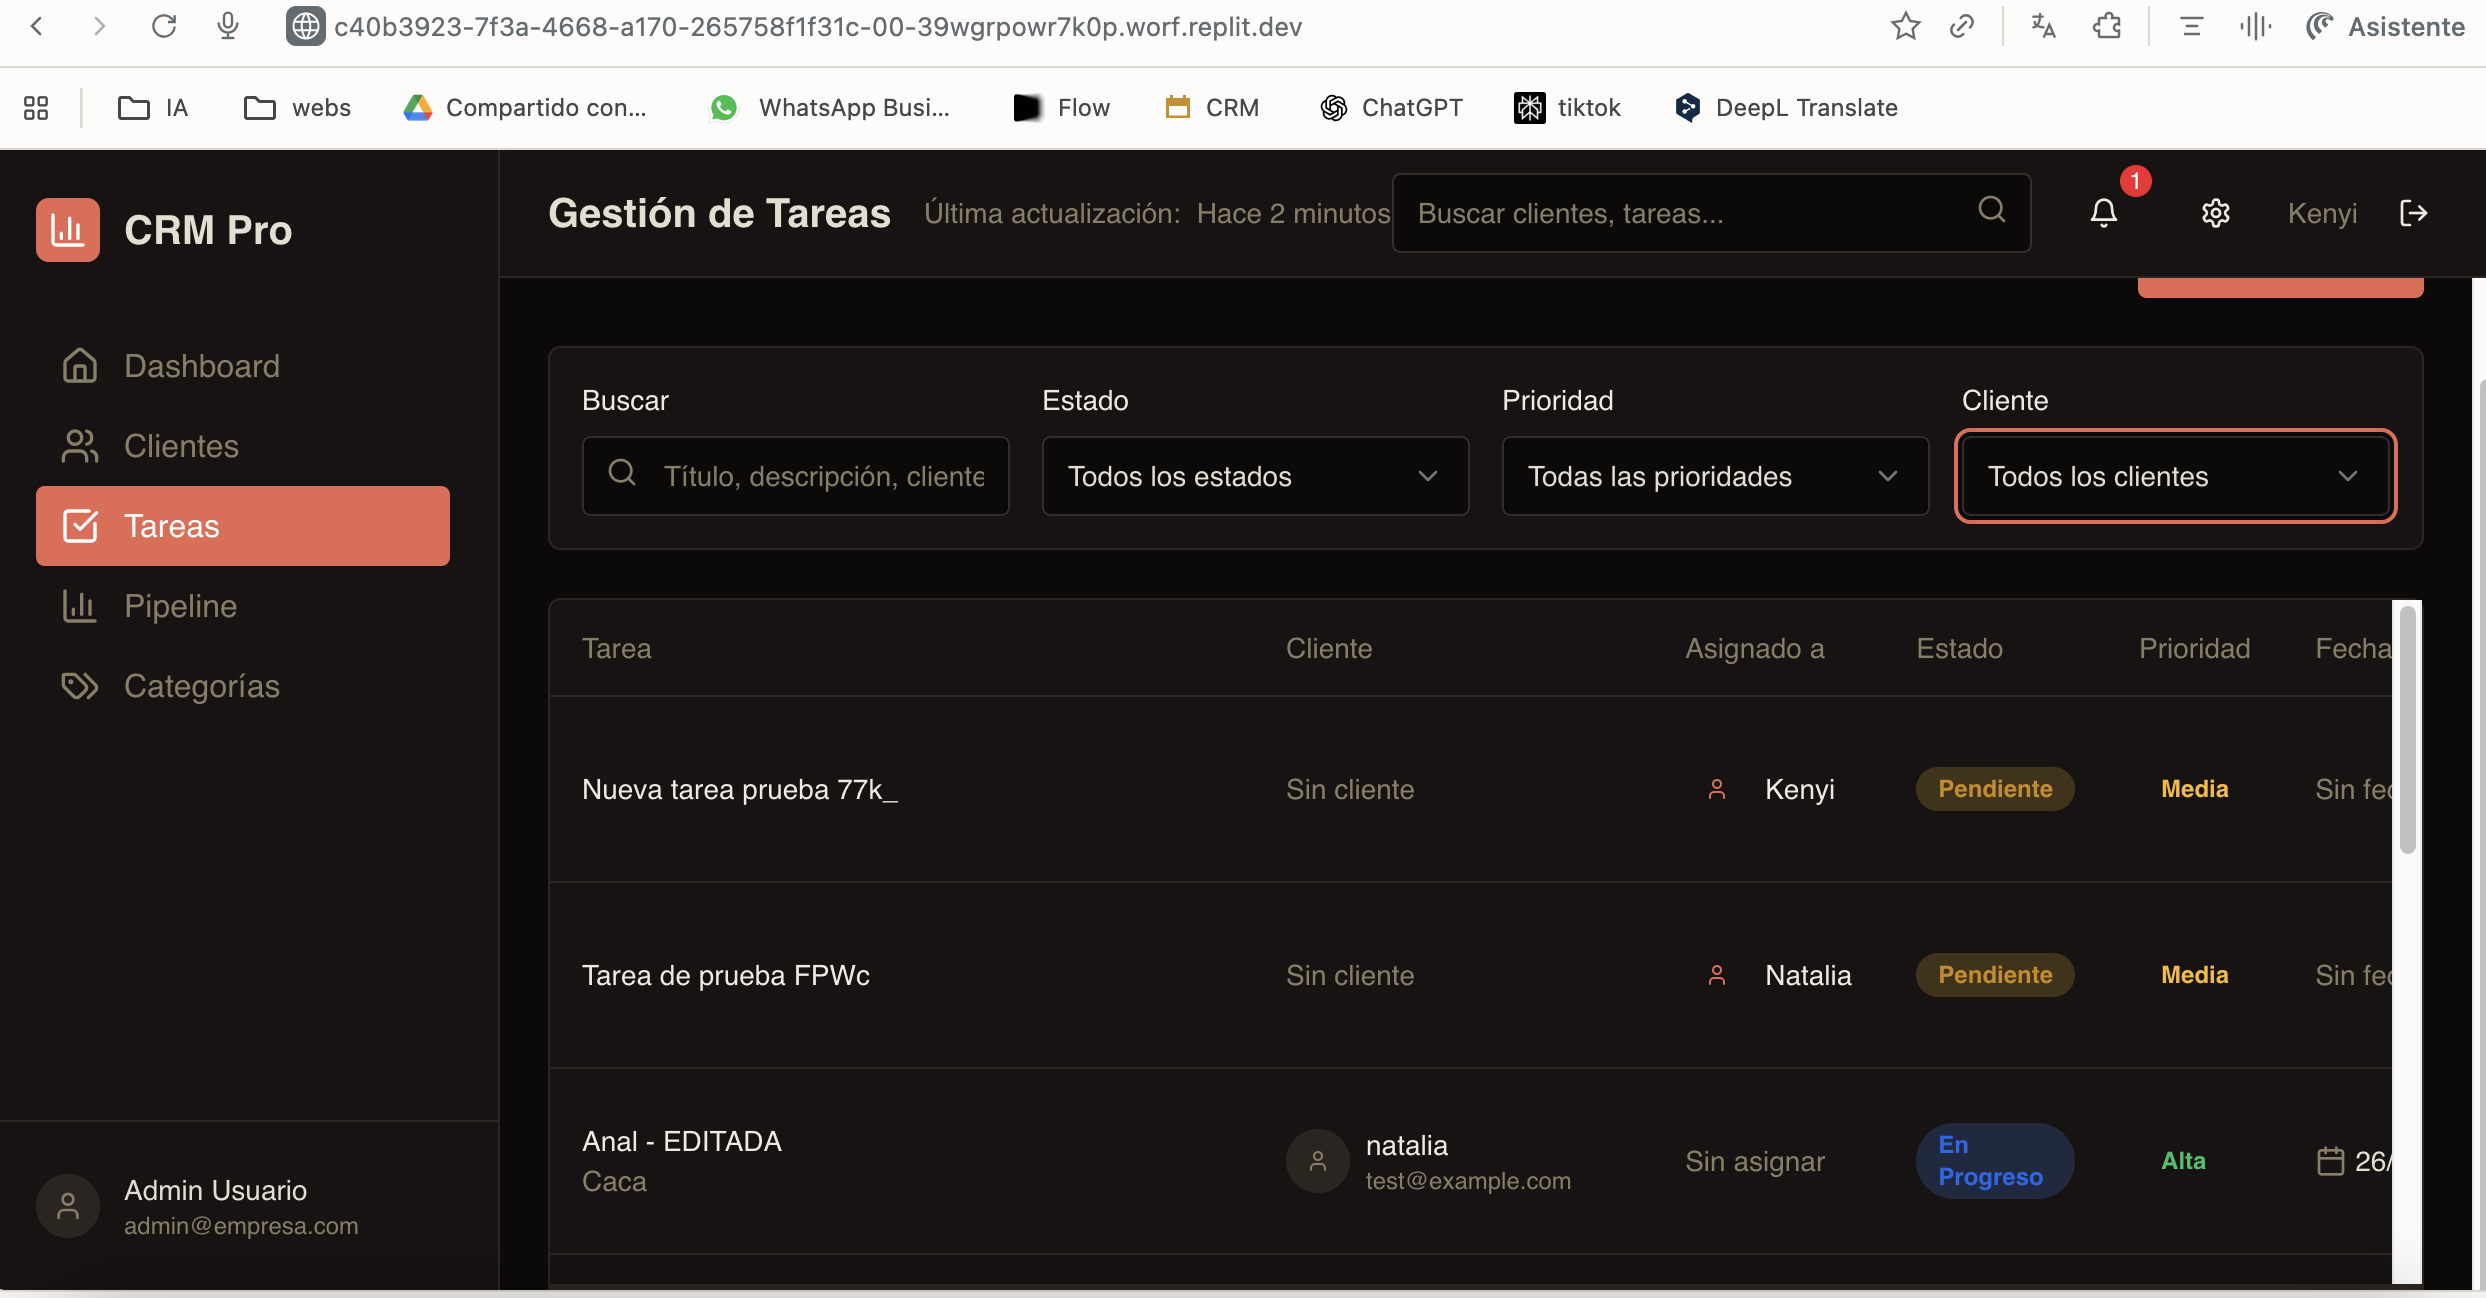 c40b3923-7f3a-4668-a170-265758f1f31c-00-39wgrpowr7k0p.worf.replit.dev
Asistente
IA
webs
Compartido con...
WhatsApp Busi...
Flow
CRM
ChatGPT
tiktok
DeepL Translate
CRM Pro
Gestión de Tareas
Última actualización: Hace 2 minutos
Buscar clientes, tareas...
1
Kenyi
Dashboard
Clientes
Tareas
Pipeline
Categorías
Admin Usuario
admin@empresa.com
Buscar
Estado
Prioridad
Cliente
Título, descripción, cliente
Todos los estados
Todas las prioridades
Todos los clientes
Tarea
Cliente
Asignado a
Estado
Prioridad
Fecha
Nueva tarea prueba 77k_
Sin cliente
Kenyi
Pendiente
Media
Sin fec
Tarea de prueba FPWc
Sin cliente
Natalia
Pendiente
Media
Sin fec
Anal - EDITADA
Caca
natalia
test@example.com
Sin asignar
En
Progreso
Alta
26/